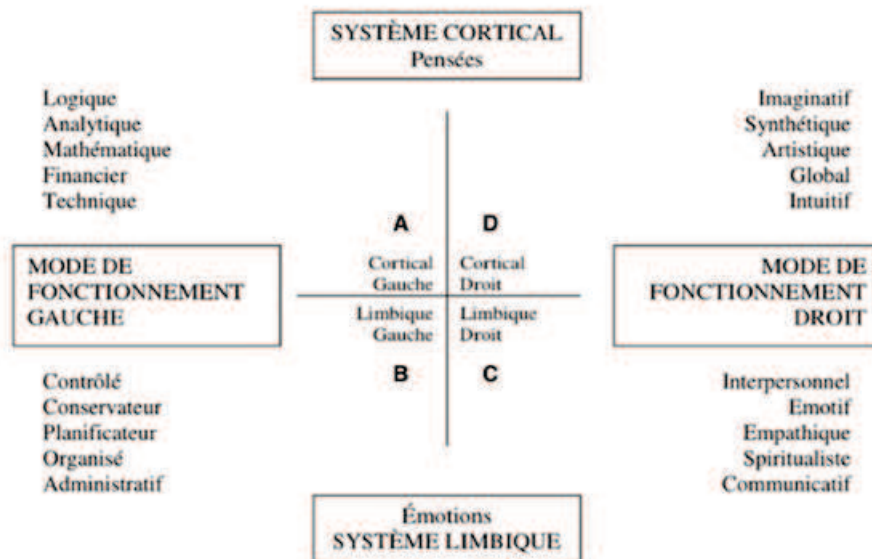 SYSTÈME CORTICAL
Pensées
Logique
Analytique
Mathématique
Financier
Technique
Imaginatif
Synthétique
Artistique
Global
Intuitif
A
D
MODE DE
FONCTIONNEMENT
GAUCHE
Cortical
Gauche
Cortical
Droit
Limbique
Gauche
Limbique
Droit
MODE DE
FONCTIONNEMENT
DROIT
B
C
Contrôlé
Conservateur
Planificateur
Organisé
Administratif
Interpersonnel
Emotif
Empathique
Spiritualiste
Communicatif
Émotions
SYSTÈME LIMBIQUE